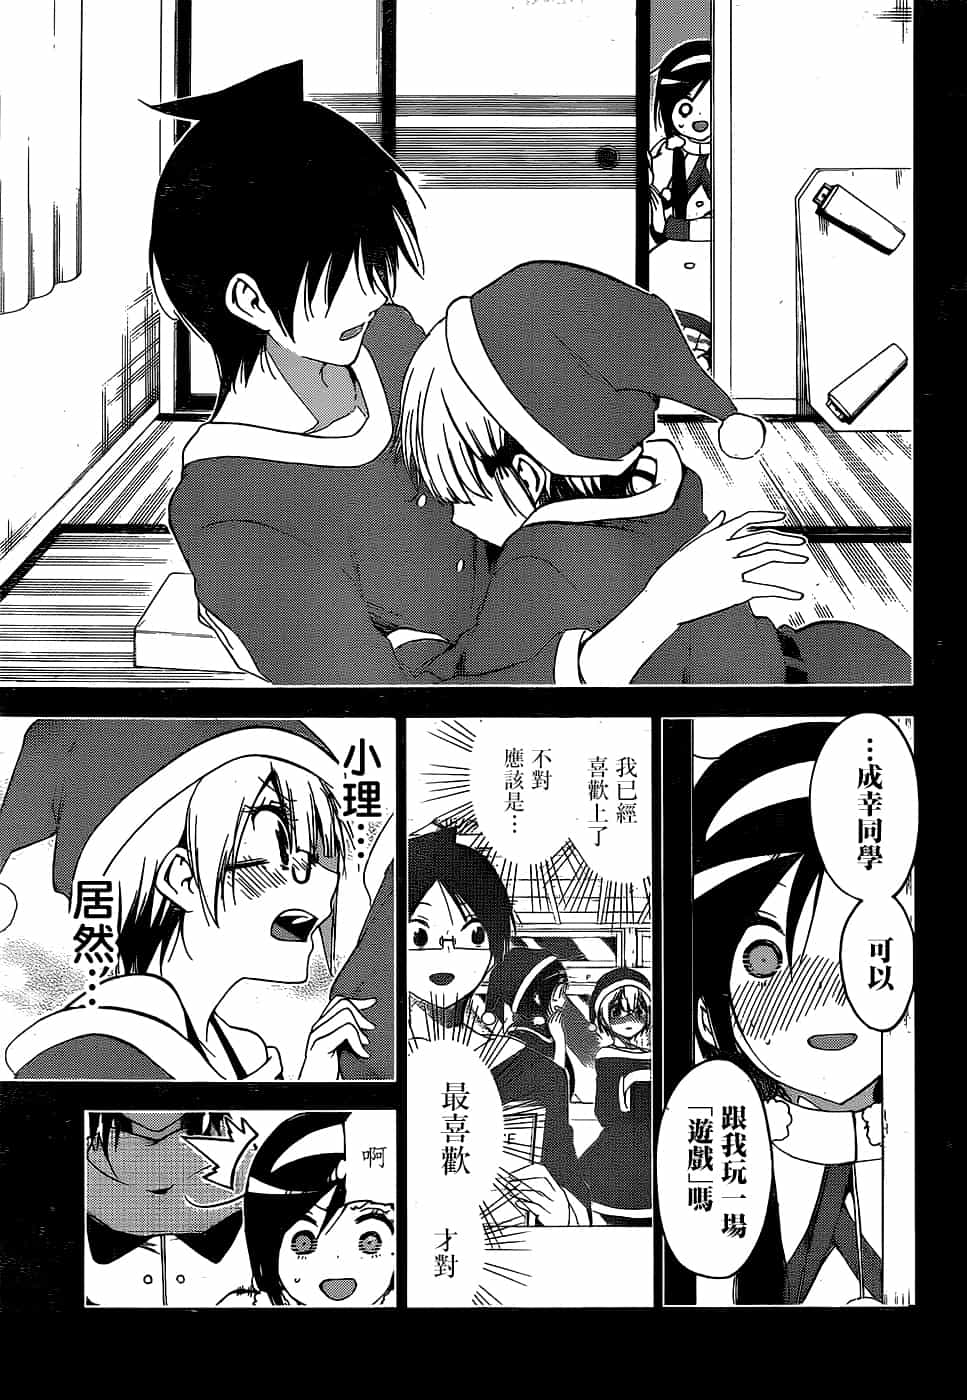 …成幸同學
可以
跟我玩一場
「遊戲」嗎
我已經
喜歡上了
不對
應該是…
最喜歡
才對
小理…
居然…
啊